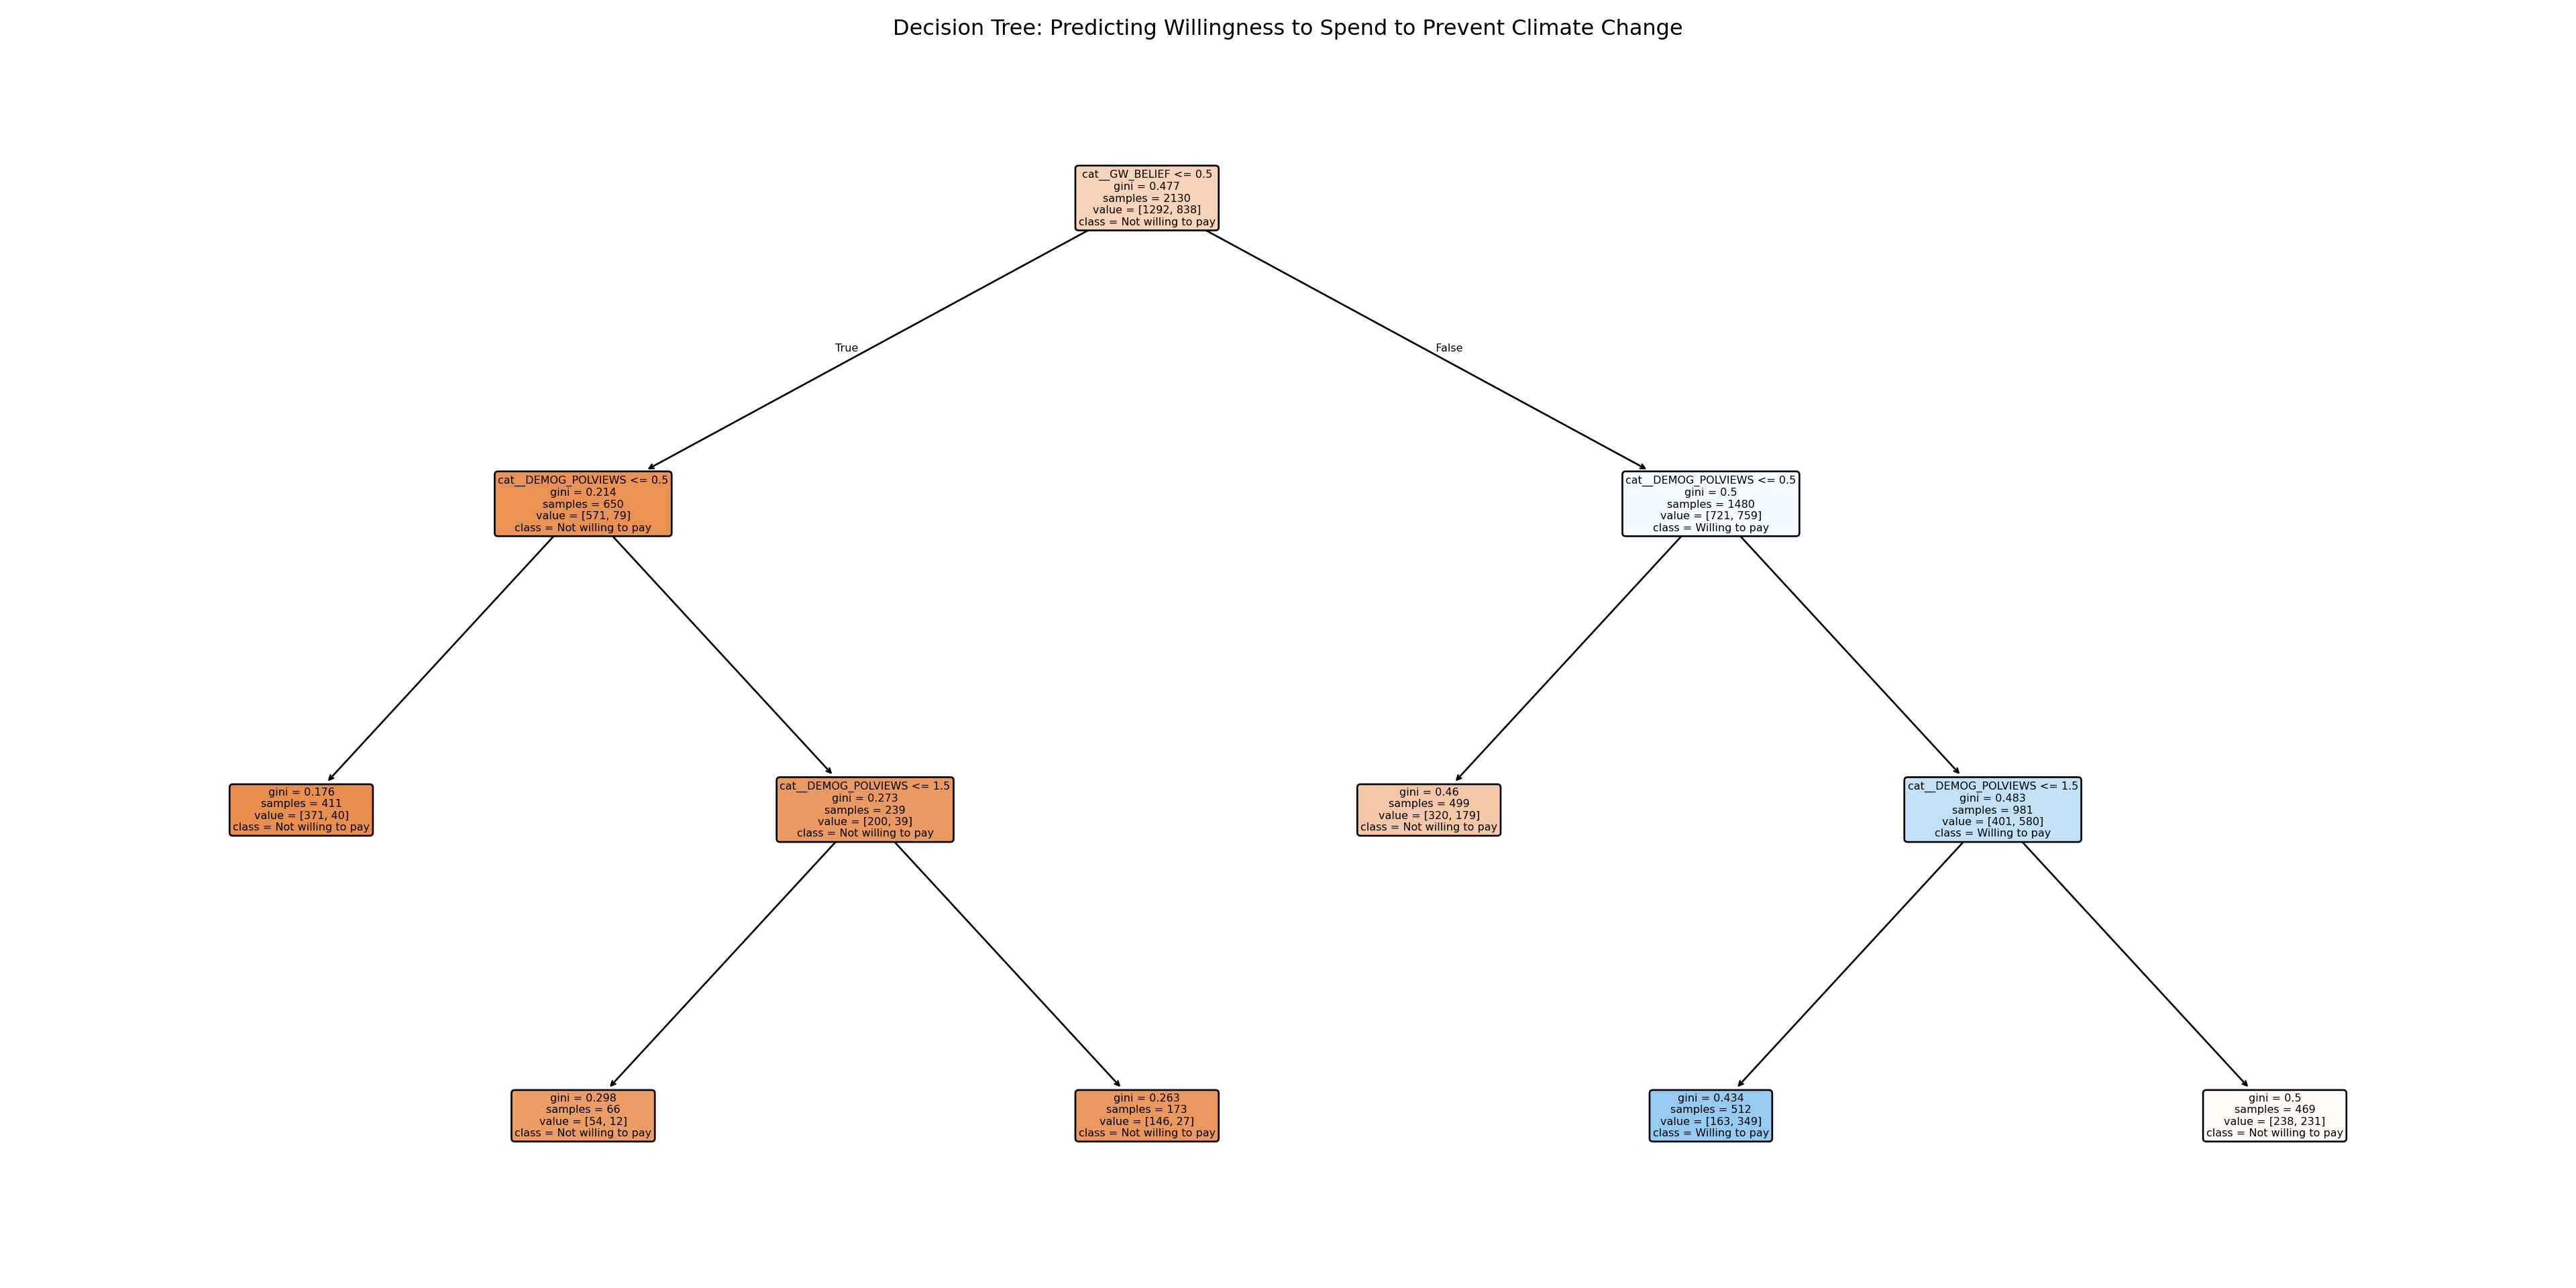 Decision Tree: Predicting Willingness to Spend to Prevent Climate Change
cat__GW_BELIEF <= 0.5
gini = 0.477
samples = 2130
value = [1292, 838]
class = Not willing to pay
True
False
cat__DEMOG_POLVIEWS <= 0.5
gini = 0.214
samples = 650
value = [571, 79]
class = Not willing to pay
cat__DEMOG_POLVIEWS <= 0.5
gini = 0.5
samples = 1480
value = [721, 759]
class = Willing to pay
gini = 0.176
samples = 411
value = [371, 40]
class = Not willing to pay
cat__DEMOG_POLVIEWS <= 1.5
gini = 0.273
samples = 239
value = [200, 39]
class = Not willing to pay
gini = 0.46
samples = 499
value = [320, 179]
class = Not willing to pay
cat__DEMOG_POLVIEWS <= 1.5
gini = 0.483
samples = 981
value = [401, 580]
class = Willing to pay
gini = 0.298
samples = 66
value = [54, 12]
class = Not willing to pay
gini = 0.263
samples = 173
value = [146, 27]
class = Not willing to pay
gini = 0.434
samples = 512
value = [163, 349]
class = Willing to pay
gini = 0.5
samples = 469
value = [238, 231]
class = Not willing to pay